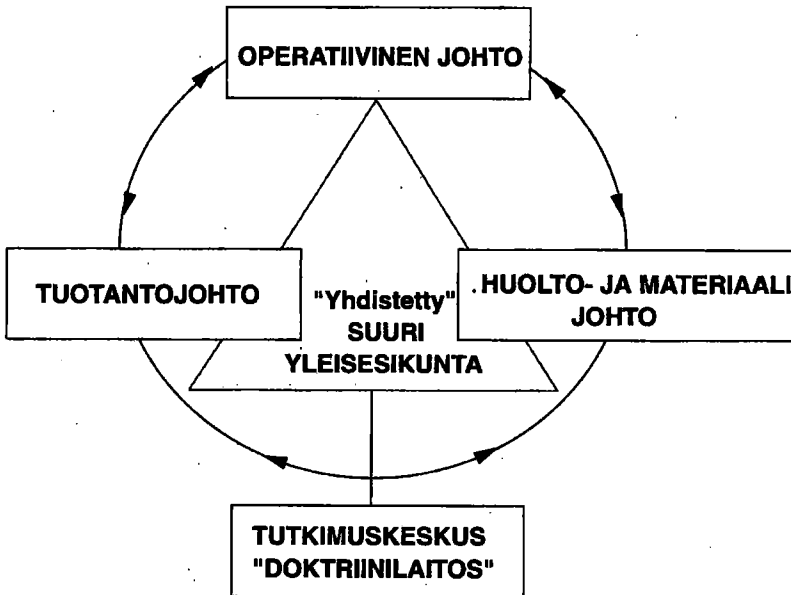 OPERATIIVINEN JOHTO
TUOTANTOJOHTO
"Yhdistetty"
SUURI
YLEISESIKUNTA
HUOLTO- JA MATERIAALI
JOHTO
TUTKIMUSKESKUS
"DOKTRIINILAITOS"